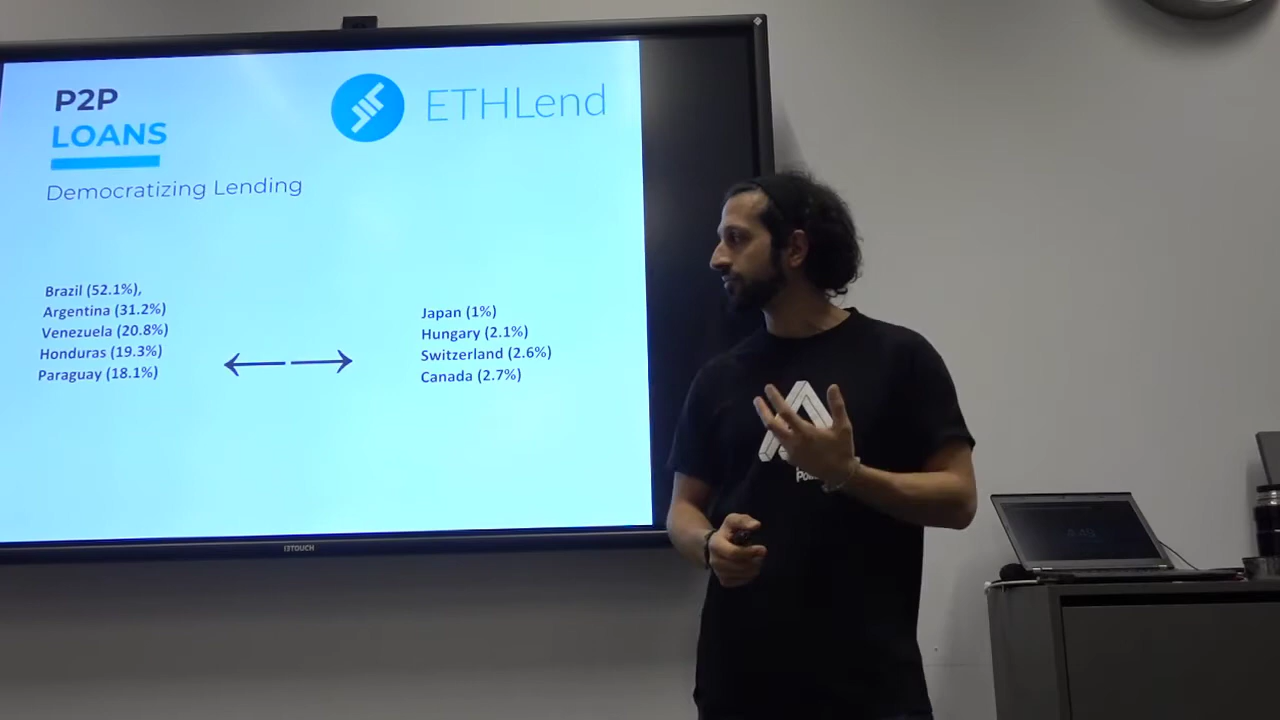 P2P
LOANS
Democratizing Lending
ETHLend
Brazil (52.1%),
Argentina (31.2%)
Venezuela (20.8%)
Honduras (19.3%)
Paraguay (18.1%)
Japan (1%)
Hungary (2.1%)
Switzerland (2.6%)
Canada (2.7%)
i3TOUCH